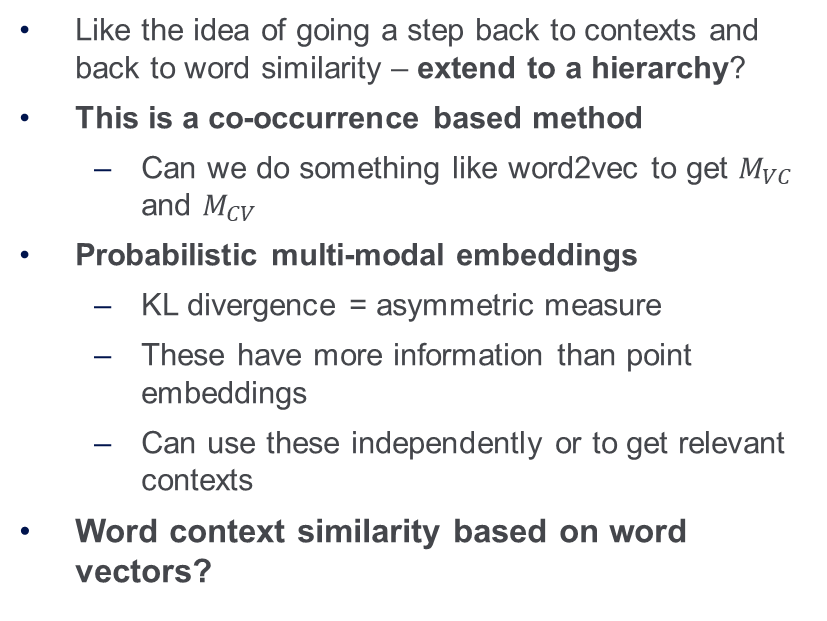 • Like the idea of going a step back to contexts and
back to word similarity – extend to a hierarchy?
• This is a co-occurrence based method
– Can we do something like word2vec to get M_VC
and M_CV
• Probabilistic multi-modal embeddings
– KL divergence = asymmetric measure
– These have more information than point
embeddings
– Can use these independently or to get relevant
contexts
• Word context similarity based on word
vectors?